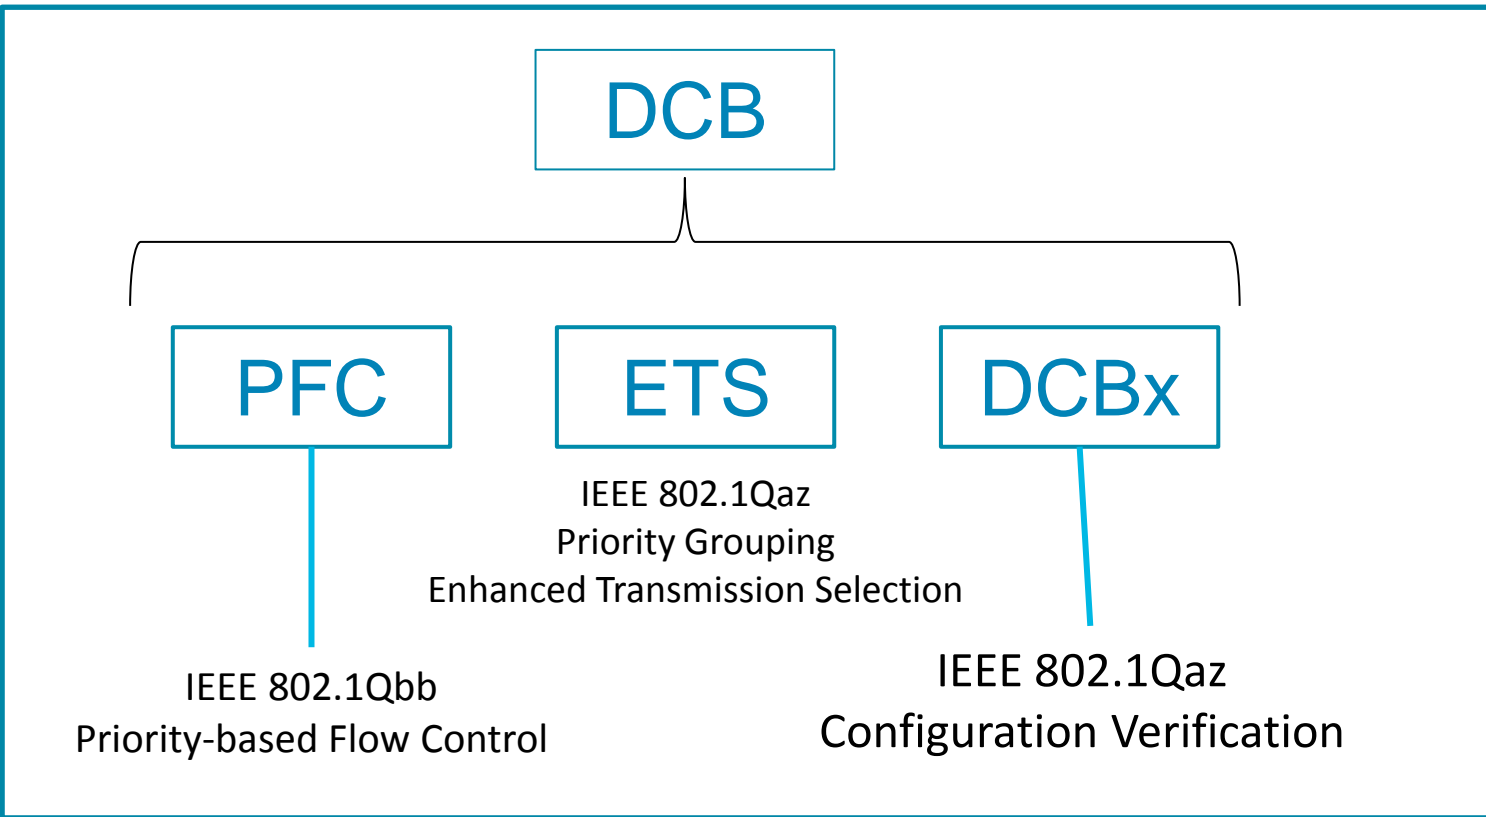 DCB
PFC
ETS
DCBx
IEEE 802.1Qaz
Priority Grouping
Enhanced Transmission Selection
IEEE 802.1Qbb
Priority-based Flow Control
IEEE 802.1Qaz
Configuration Verification